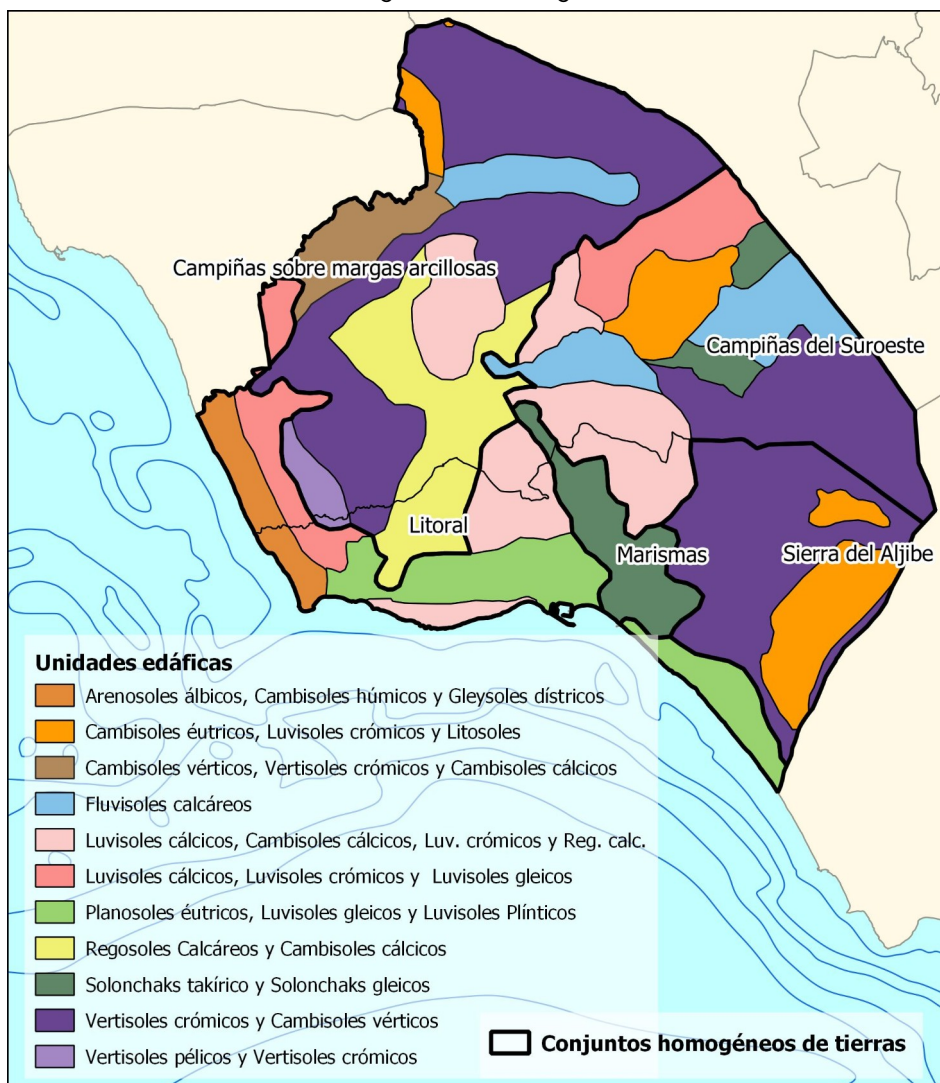 Campiñas sobre margas arcillosas
Campiñas del Suroeste
Litoral
Marismas
Sierra del Aljibe
Unidades edáficas
Arenosoles álbicos, Cambisoles húmicos y Gleysoles dístricos
Cambisoles éutricos, Luvisoles crómicos y Litosoles
Cambisoles vérticos, Vertisoles crómicos y Cambisoles cálcicos
Fluvisoles calcáreos
Luvisoles cálcicos, Cambisoles cálcicos, Luv. crómicos y Reg. calc.
Luvisoles cálcicos, Luvisoles crómicos y Luvisoles gleicos
Planosoles éutricos, Luvisoles gleicos y Luvisoles Plínticos
Regosoles Calcáreos y Cambisoles cálcicos
Solonchaks takírico y Solonchaks gleicos
Vertisoles crómicos y Cambisoles vérticos
Vertisoles pélicos y Vertisoles crómicos
Conjuntos homogéneos de tierras